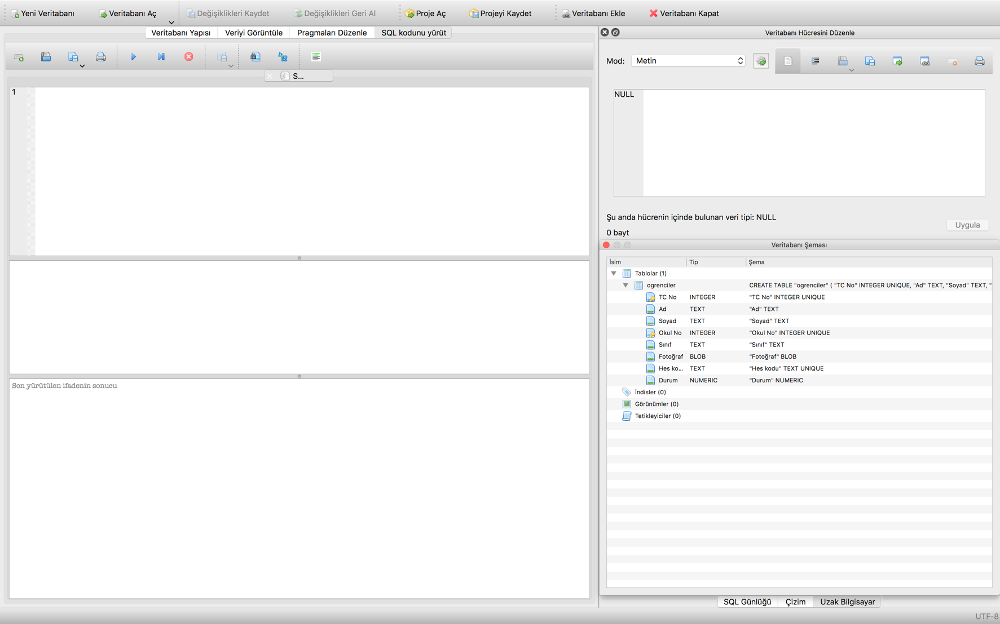 Yeni Veritabanı Veritabanı Aç Değişiklikleri Kaydet Değişiklikleri Geri Al Proje Aç Projeyi Kaydet Veritabanı Ekle Veritabanı Kapat
Veritabanı Yapısı Veriyi Görüntüle Pragmaları Düzenle SQL kodunu yürüt
S...
1
Son yürütülen ifadenin sonucu
Veritabanı Hücresini Düzenle
Mod: Metin
NULL
Şu anda hücrenin içinde bulunan veri tipi: NULL
Uygula
0 bayt
Veritabanı Şeması
İsim Tip Şema
Tablolar (1)
ogrenciler CREATE TABLE "ogrenciler" ( "TC No" INTEGER UNIQUE, "Ad" TEXT, "Soyad" TEXT, "
TC No INTEGER "TC No" INTEGER UNIQUE
Ad TEXT "Ad" TEXT
Soyad TEXT "Soyad" TEXT
Okul No INTEGER "Okul No" INTEGER UNIQUE
Sınıf TEXT "Sınıf" TEXT
Fotoğraf BLOB "Fotoğraf" BLOB
Hes ko... TEXT "Hes kodu" TEXT UNIQUE
Durum NUMERIC "Durum" NUMERIC
İndisler (0)
Görünümler (0)
Tetikleyiciler (0)
SQL Günlüğü Çizim Uzak Bilgisayar
UTF-8